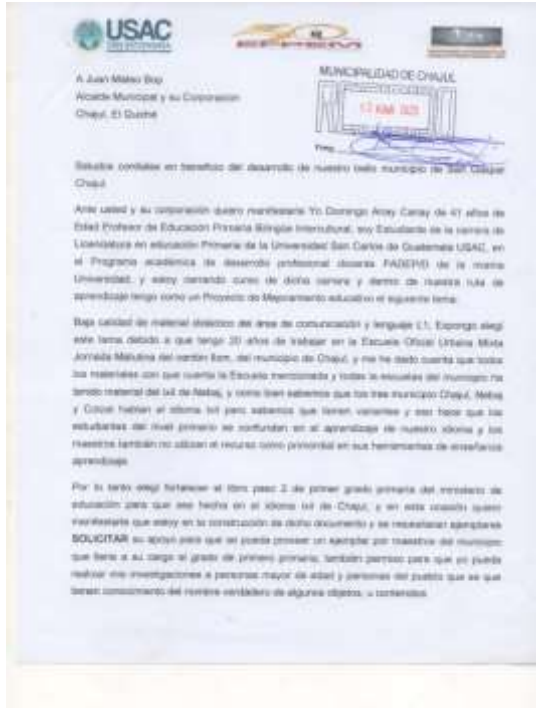 USAC
EFPEM
A Juan Mateo Bop
Alcalde Municipal y su Corporación
Chajul, El Quiché
MUNICIPALIDAD DE CHAJUL
Saludos cordiales en beneficio del desarrollo de nuestro bello municipio de San Gaspar
Chajul
Ante usted y su corporación quiero manifestarle Yo Domingo Caney de 41 años de
Edad Profesor de Educación Primaria Bilingüe Intercultural, soy Estudiante de la carrera de
Licenciatura en educación Primaria de la Universidad San Carlos de Guatemala USAC, en
el Programa académica de desarrollo profesional docente PADEP/D de la misma
Universidad, y estoy cerrando curso de dicha carrera y dentro de nuestra ruta de
aprendizaje tengo como un Proyecto de Mejoramiento educativo el siguiente tema:
Baja calidad de material didáctico del área de comunicación y lenguaje L1, Expongo elegí
este tema debido a que tengo 20 años de trabajar en la Escuela Oficial Urbana Mixta
Jornada Matutina del cantón Ilom, del municipio de Chajul, y me he dado cuenta que todos
los materiales con que cuenta la Escuela mencionada y todas la escuelas del municipio ha
tenido material del ixil de Nebaj, y como bien sabemos que los tres municipio Chajul, Nebaj
y Cotzal hablan el idioma ixil pero sabemos que tienen variantes y eso hace que los
estudiantes del nivel primario se confundan en el aprendizaje de nuestro idioma y los
maestros también no utilizan el recurso como primordial en sus herramientas de enseñanza
aprendizaje.
Por lo tanto elegí fortalecer el libro paso 2 de primer grado primaria del ministerio de
educación para que sea hecha en el idioma ixil de Chajul, y en esta ocasión quiero
manifestarle que estoy en la construcción de dicho documento y se necesitaran ejemplares
SOLICITAR su apoyo para que se pueda proveer un ejemplar por maestros del municipio
que tiene a su cargo el grado de primero primaria, también permiso para que yo pueda
realizar mis investigaciones a personas mayor de edad y personas del pueblo que se que
tienen conocimiento del nombre verdadero de algunos objetos, u contenidos.